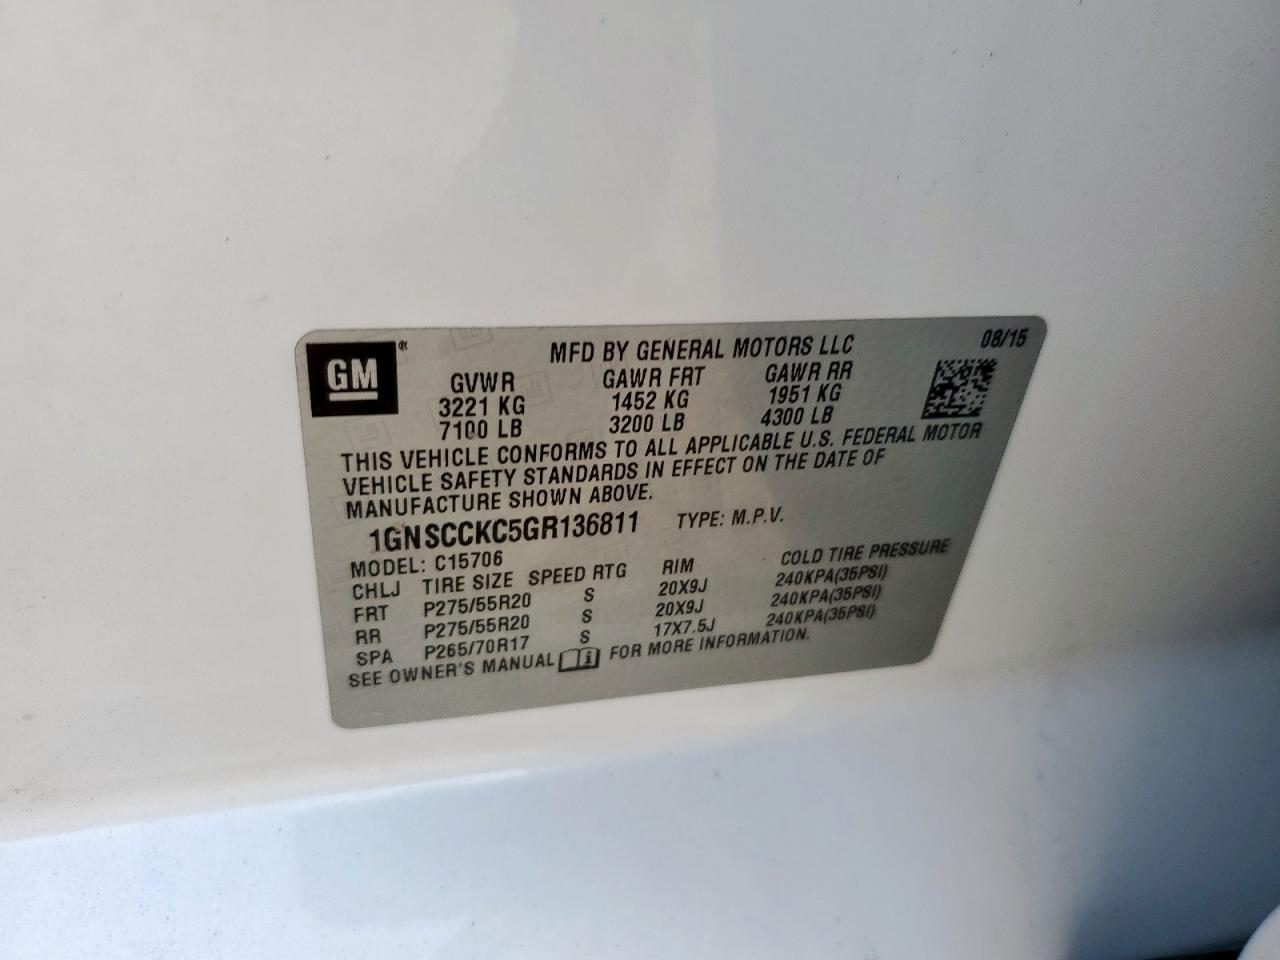 GM®
MFD BY GENERAL MOTORS LLC 08/15
GVWR GAWR FRT GAWR RR
3221 KG 1452 KG 1951 KG
7100 LB 3200 LB 4300 LB
THIS VEHICLE CONFORMS TO ALL APPLICABLE U.S. FEDERAL MOTOR
VEHICLE SAFETY STANDARDS IN EFFECT ON THE DATE OF
MANUFACTURE SHOWN ABOVE.
1GNSCCKC5GR136811 TYPE: M.P.V.
MODEL: C15706
CHLJ TIRE SIZE SPEED RTG RIM COLD TIRE PRESSURE
FRT P275/55R20 S 20X9J 240KPA(35PSI)
RR P275/55R20 S 20X9J 240KPA(35PSI)
SPA P265/70R17 S 17X7.5J 240KPA(35PSI)
SEE OWNER'S MANUAL i FOR MORE INFORMATION.